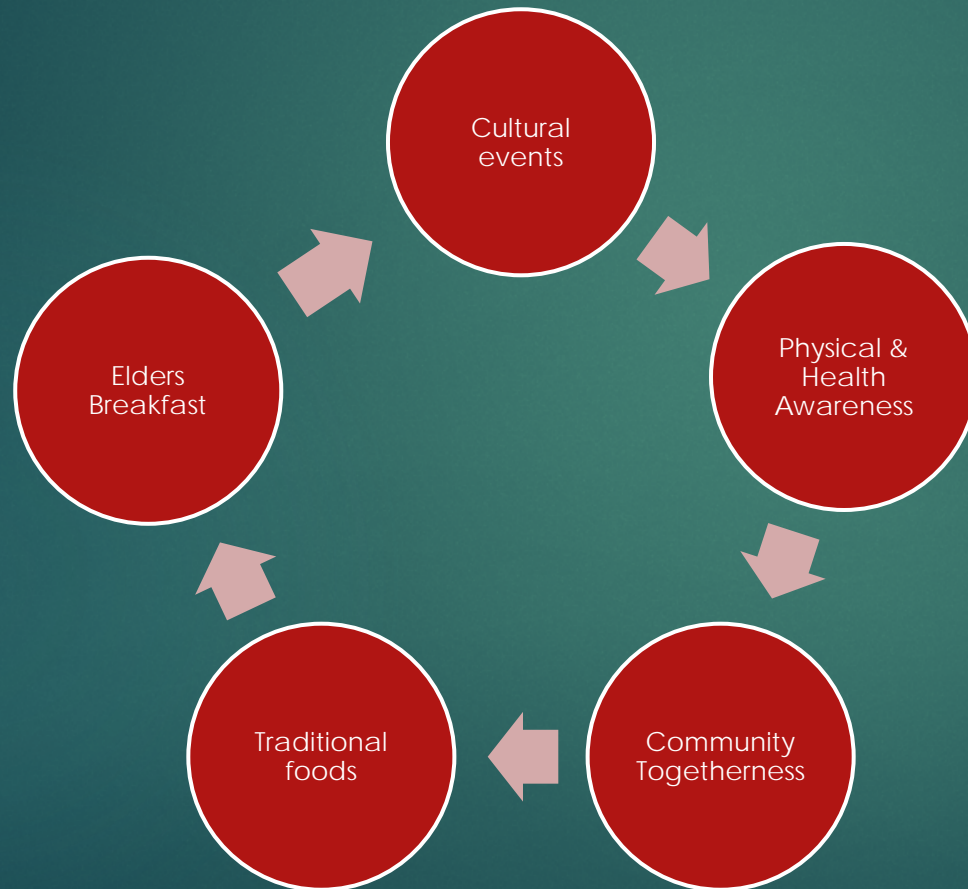 Cultural
events
Physical &
Health
Awareness
Community
Togetherness
Traditional
foods
Elders
Breakfast